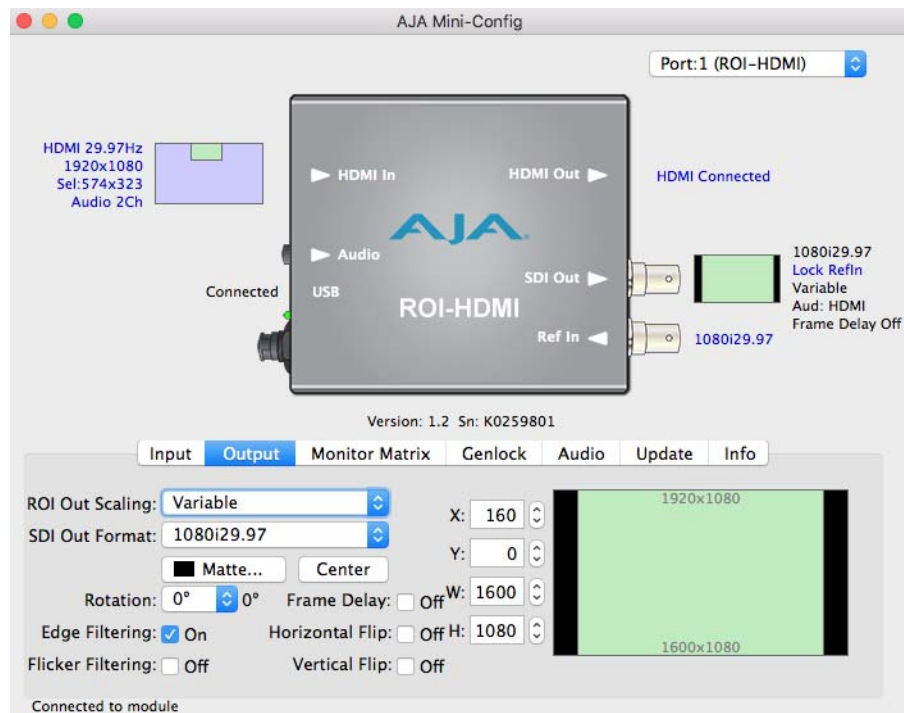 AJA Mini-Config
Port:1 (ROI-HDMI)
HDMI 29.97Hz
1920x1080
Sel:574x323
Audio 2Ch
HDMI In
HDMI Out
HDMI Connected
AJA
Audio
SDI Out
1080i29.97
Lock RefIn
Variable
Aud: HDMI
Frame Delay Off
Connected
USB
ROI-HDMI
Ref In
1080i29.97
Version: 1.2 Sn: K0259801
Input Output Monitor Matrix Genlock Audio Update Info
ROI Out Scaling: Variable
SDI Out Format: 1080i29.97
Matte... Center
Rotation: 0° 0° Frame Delay: Off
Edge Filtering: On Horizontal Flip: Off
Flicker Filtering: Off Vertical Flip: Off
X: 160
Y: 0
W: 1600
H: 1080
1920x1080
1600x1080
Connected to module